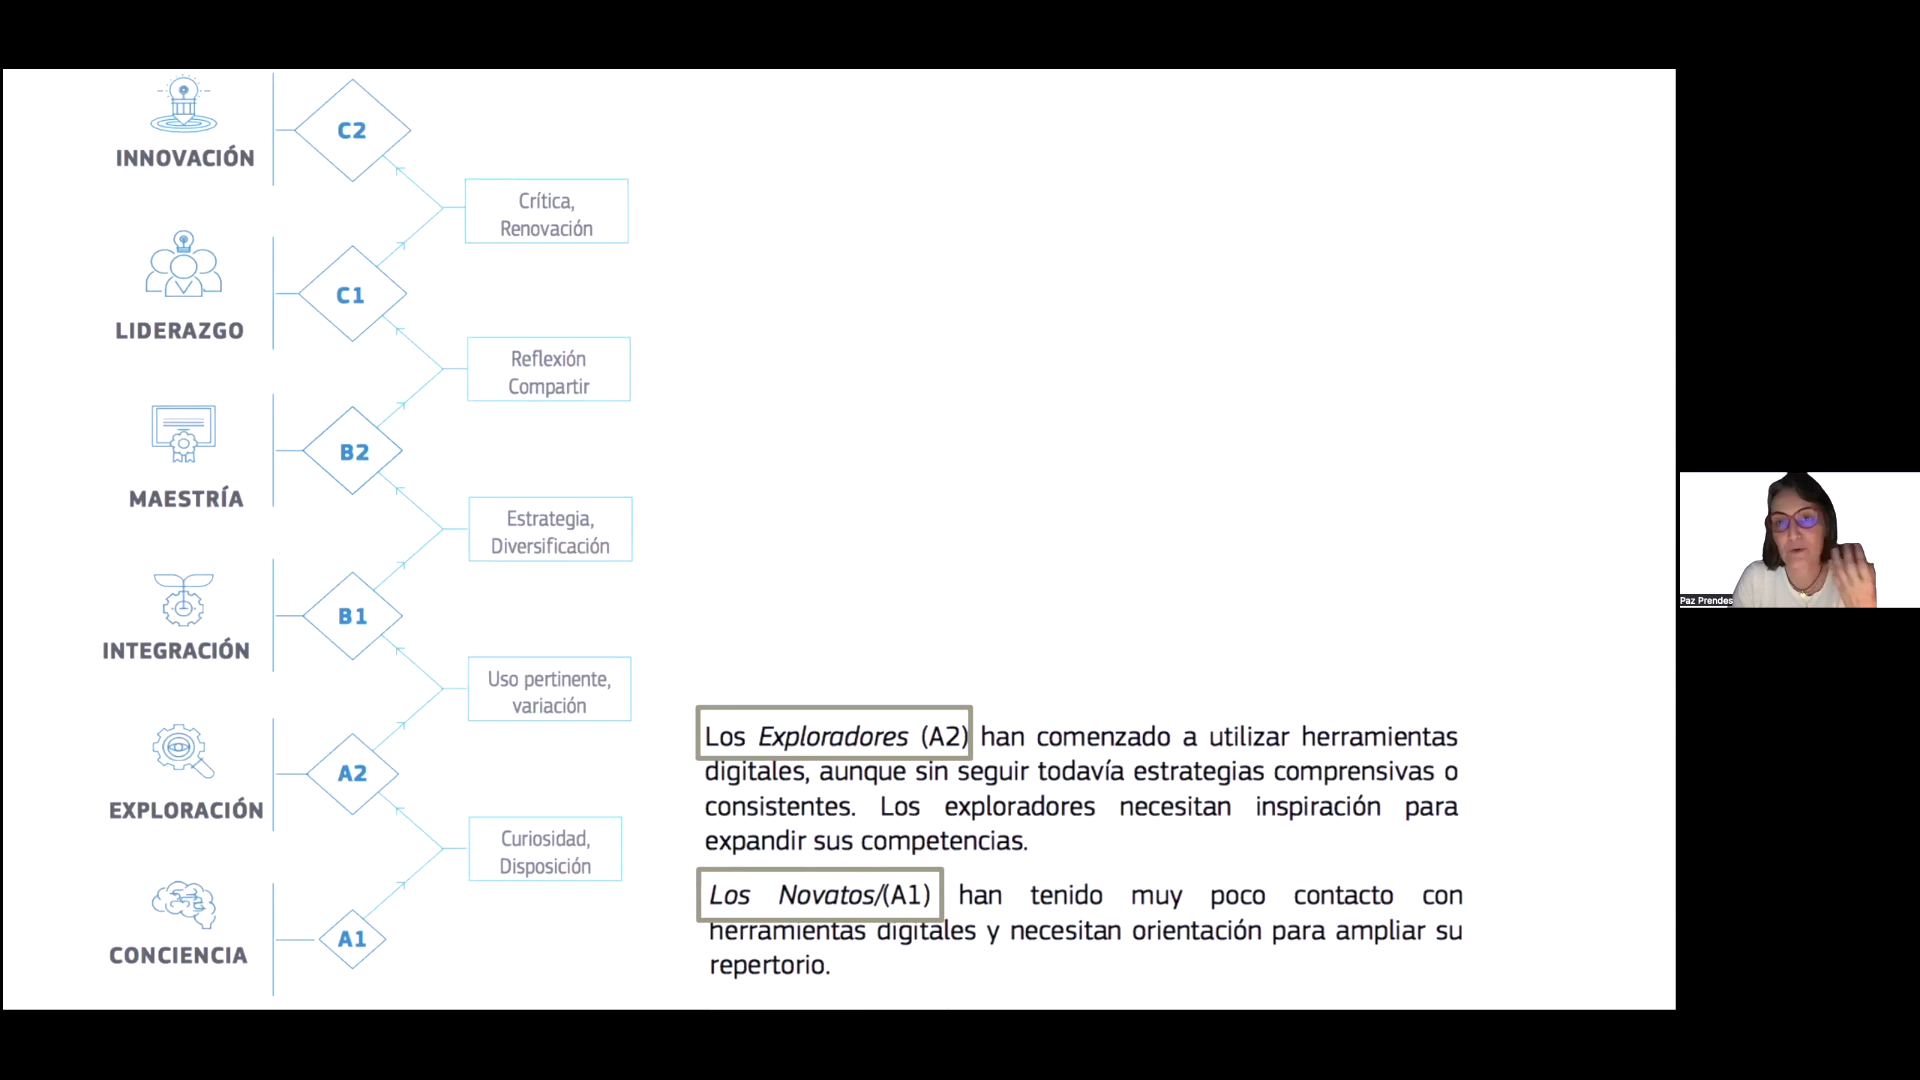 INNOVACIÓN
C2
Crítica,
Renovación
LIDERAZGO
C1
Reflexión
Compartir
MAESTRÍA
B2
Estrategia,
Diversificación
INTEGRACIÓN
B1
Uso pertinente,
variación
EXPLORACIÓN
A2
Curiosidad,
Disposición
CONCIENCIA
A1
Los Exploradores (A2) han comenzado a utilizar herramientas
digitales, aunque sin seguir todavía estrategias comprensivas o
consistentes. Los exploradores necesitan inspiración para
expandir sus competencias.
Los Novatos/(A1) han tenido muy poco contacto con
herramientas digitales y necesitan orientación para ampliar su
repertorio.
Paz Prendes